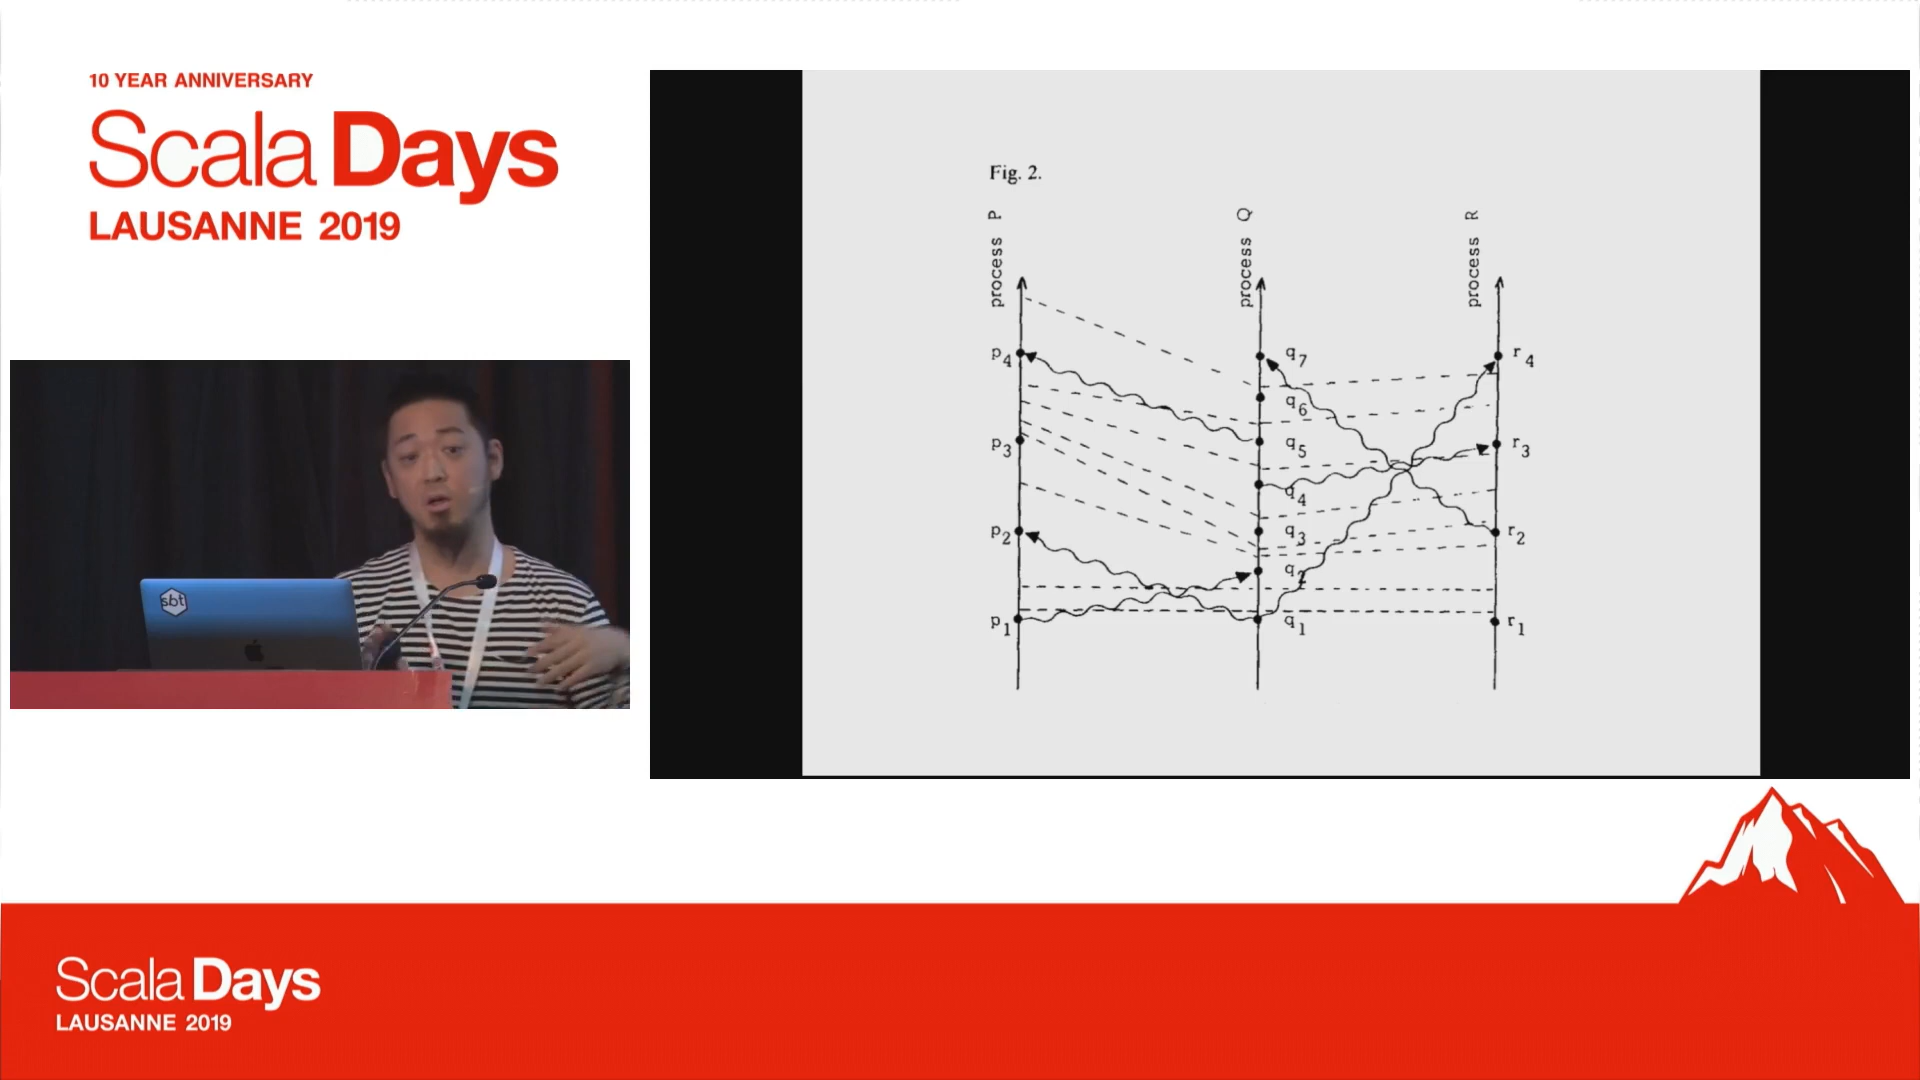 10 YEAR ANNIVERSARY
Scala Days
LAUSANNE 2019
Fig. 2.
process P
process Q
process R
p4
q7
r4
q6
p3
q5
r3
q4
p2
q3
r2
q2
p1
q1
r1
sbt
Scala Days
LAUSANNE 2019